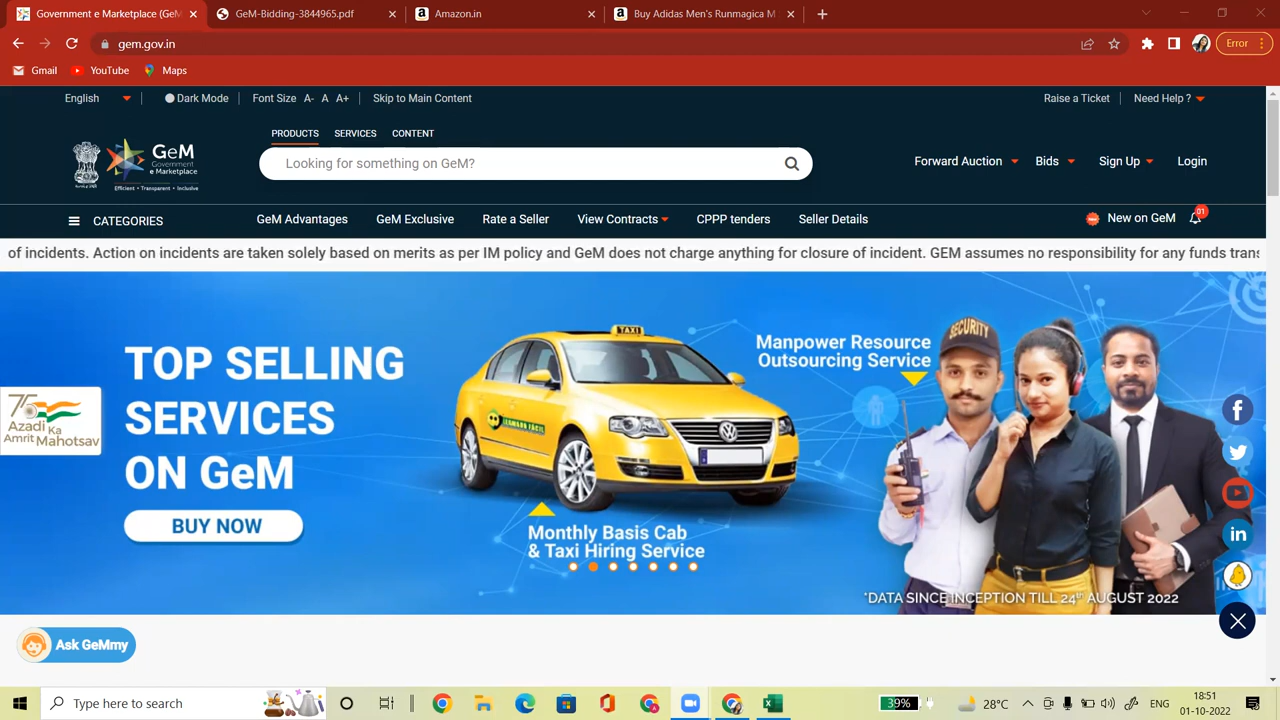 Government e Marketplace (GeM
GeM-Bidding-3844965.pdf
Amazon.in
Buy Adidas Men's Runmagica M
gem.gov.in
Error
Gmail
YouTube
Maps
English
Dark Mode
Font Size A- A A+
Skip to Main Content
Raise a Ticket
Need Help ?
PRODUCTS
SERVICES
CONTENT
GeM
Government
e Marketplace
Efficient • Transparent • Inclusive
Looking for something on GeM?
Forward Auction
Bids
Sign Up
Login
CATEGORIES
GeM Advantages
GeM Exclusive
Rate a Seller
View Contracts
CPPP tenders
Seller Details
New on GeM
01
of incidents. Action on incidents are taken solely based on merits as per IM policy and GeM does not charge anything for closure of incident. GEM assumes no responsibility for any funds trans
TOP SELLING
SERVICES
ON GeM
BUY NOW
TAXI
Monthly Basis Cab
& Taxi Hiring Service
Manpower Resource
Outsourcing Service
SECURITY
75
Azadi Ka
Amrit Mahotsav
*DATA SINCE INCEPTION TILL 24th AUGUST 2022
Ask GeMmy
Type here to search
39%
28°C
ENG
18:51
01-10-2022